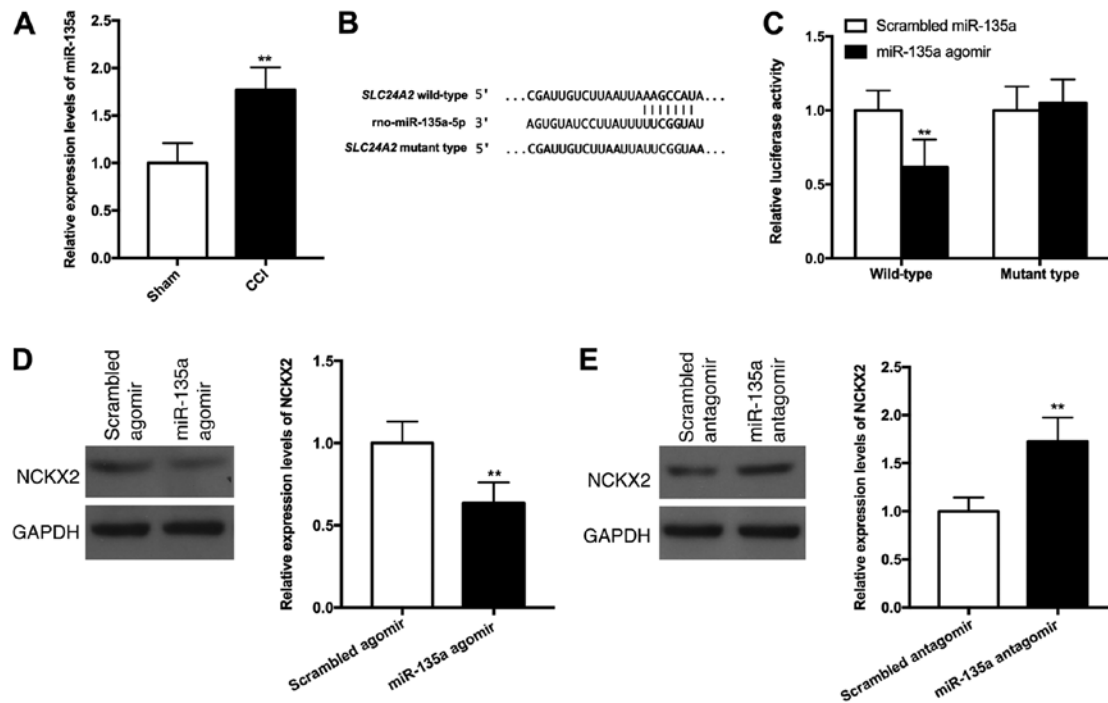 A
Relative expression levels of miR-135a
2.5
2.0
1.5
1.0
0.5
0.0
**
Sham
CCI
B
SLC24A2 wild-type 5' ...CGAUUGUCUUAAUUAAAGCCAUA...
rno-miR-135a-5p 3' AGUGUAUCCUUAUUUUUCGGUAU
SLC24A2 mutant type 5' ...CGAUUGUCUUAAUUAUUCGGUAA...
C
Scrambled miR-135a
miR-135a agomir
Relative luciferase activity
1.5
1.0
0.5
0.0
**
Wild-type
Mutant type
D
Scrambled agomir
miR-135a agomir
NCKX2
GAPDH
Relative expression levels of NCKX2
1.5
1.0
0.5
0.0
**
Scrambled agomir
miR-135a agomir
E
Scrambled antagomir
miR-135a antagomir
NCKX2
GAPDH
Relative expression levels of NCKX2
2.5
2.0
1.5
1.0
0.5
0.0
**
Scrambled antagomir
miR-135a antagomir